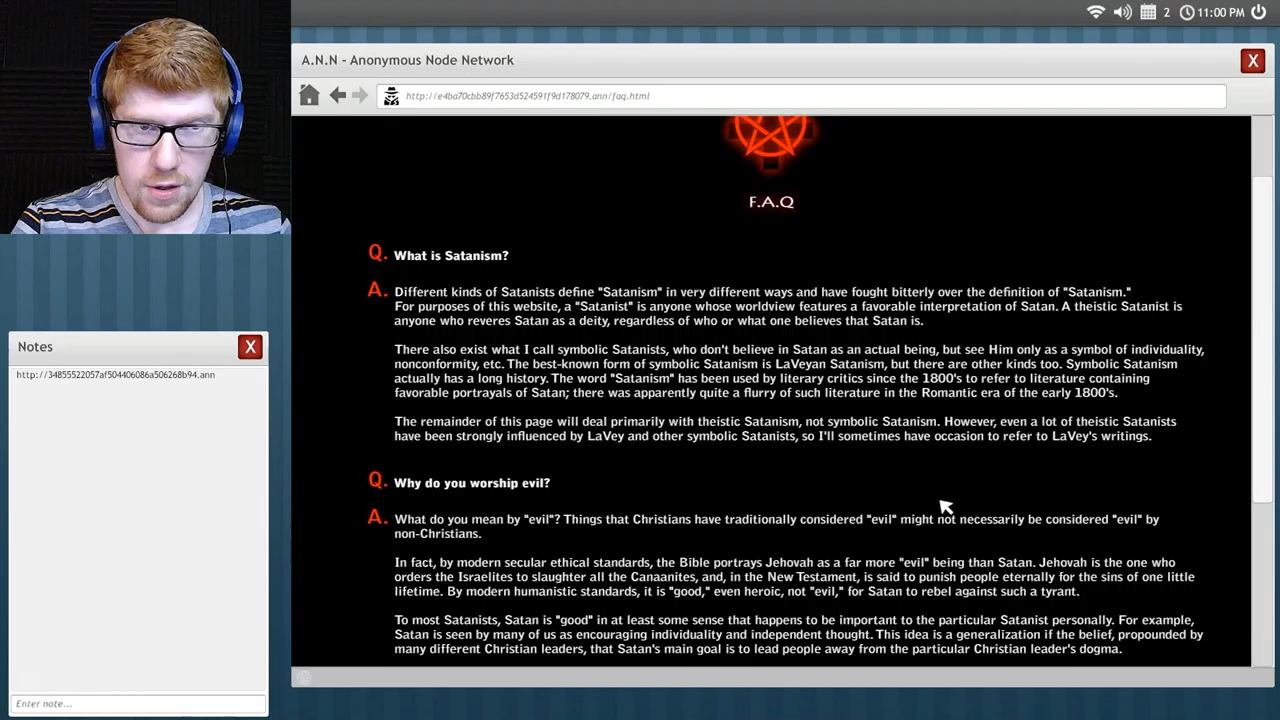 2
11:00 PM
A.N.N - Anonymous Node Network
X
http://e4ba70cbb89f7653d524591f9d178079.ann/faq.html
F.A.Q
Q. What is Satanism?
A. Different kinds of Satanists define "Satanism" in very different ways and have fought bitterly over the definition of "Satanism."
For purposes of this website, a "Satanist" is anyone whose worldview features a favorable interpretation of Satan. A theistic Satanist is
anyone who reveres Satan as a deity, regardless of who or what one believes that Satan is.
There also exist what I call symbolic Satanists, who don't believe in Satan as an actual being, but see Him only as a symbol of individuality,
nonconformity, etc. The best-known form of symbolic Satanism is LaVeyan Satanism, but there are other kinds too. Symbolic Satanism
actually has a long history. The word "Satanism" has been used by literary critics since the 1800's to refer to literature containing
favorable portrayals of Satan; there was apparently quite a flurry of such literature in the Romantic era of the early 1800's.
The remainder of this page will deal primarily with theistic Satanism, not symbolic Satanism. However, even a lot of theistic Satanists
have been strongly influenced by LaVey and other symbolic Satanists, so I'll sometimes have occasion to refer to LaVey's writings.
Q. Why do you worship evil?
A. What do you mean by "evil"? Things that Christians have traditionally considered "evil" might not necessarily be considered "evil" by
non-Christians.
In fact, by modern secular ethical standards, the Bible portrays Jehovah as a far more "evil" being than Satan. Jehovah is the one who
orders the Israelites to slaughter all the Canaanites, and, in the New Testament, is said to punish people eternally for the sins of one little
lifetime. By modern humanistic standards, it is "good," even heroic, not "evil," for Satan to rebel against such a tyrant.
To most Satanists, Satan is "good" in at least some sense that happens to be important to the particular Satanist personally. For example,
Satan is seen by many of us as encouraging individuality and independent thought. This idea is a generalization if the belief, propounded by
many different Christian leaders, that Satan's main goal is to lead people away from the particular Christian leader's dogma.
Notes
X
http://34855522057af504406086a506268b94.ann
Enter note...